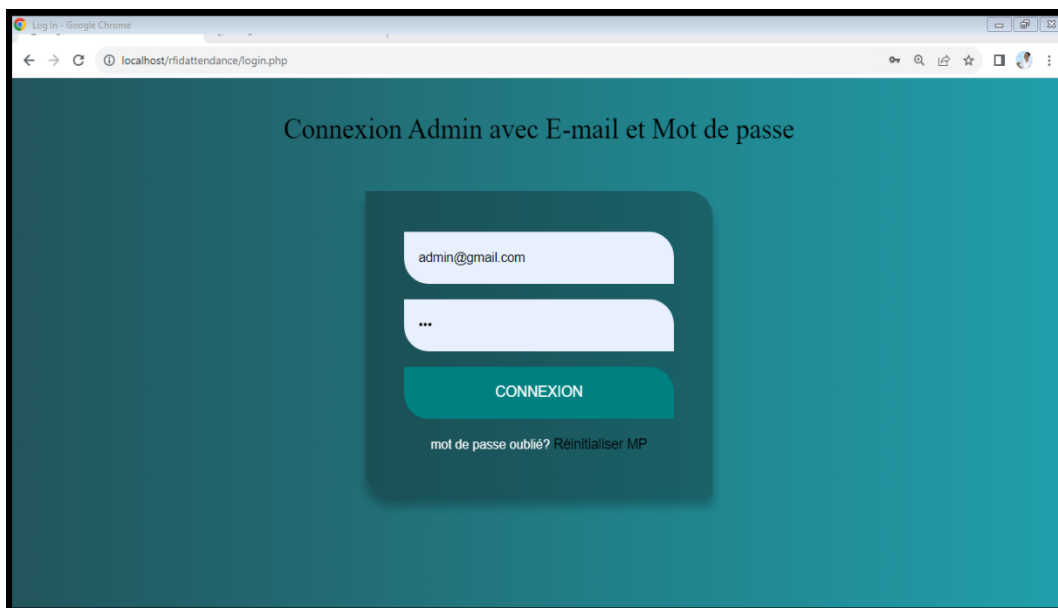 Log In - Google Chrome
localhost/rfidattendance/login.php
Connexion Admin avec E-mail et Mot de passe
admin@gmail.com
•••
CONNEXION
mot de passe oublié? Réinitialiser MP